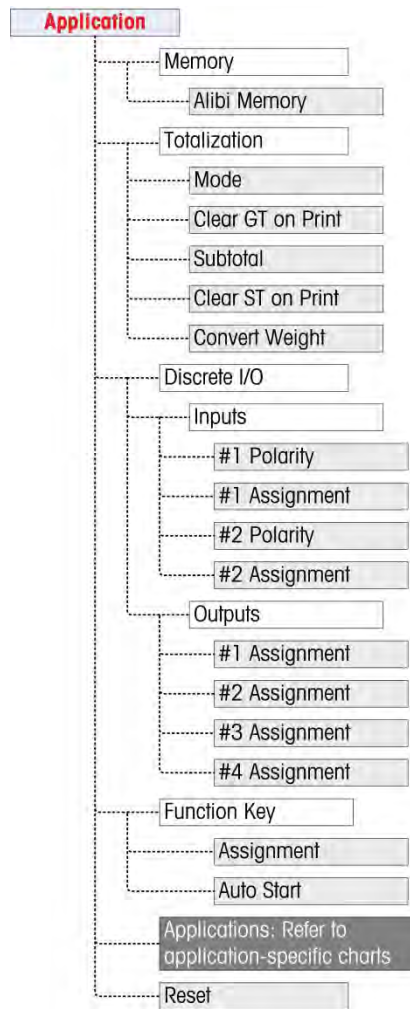 Application
Memory
Alibi Memory
Totalization
Mode
Clear GT on Print
Subtotal
Clear ST on Print
Convert Weight
Discrete I/O
Inputs
#1 Polarity
#1 Assignment
#2 Polarity
#2 Assignment
Outputs
#1 Assignment
#2 Assignment
#3 Assignment
#4 Assignment
Function Key
Assignment
Auto Start
Applications: Refer to
application-specific charts
Reset